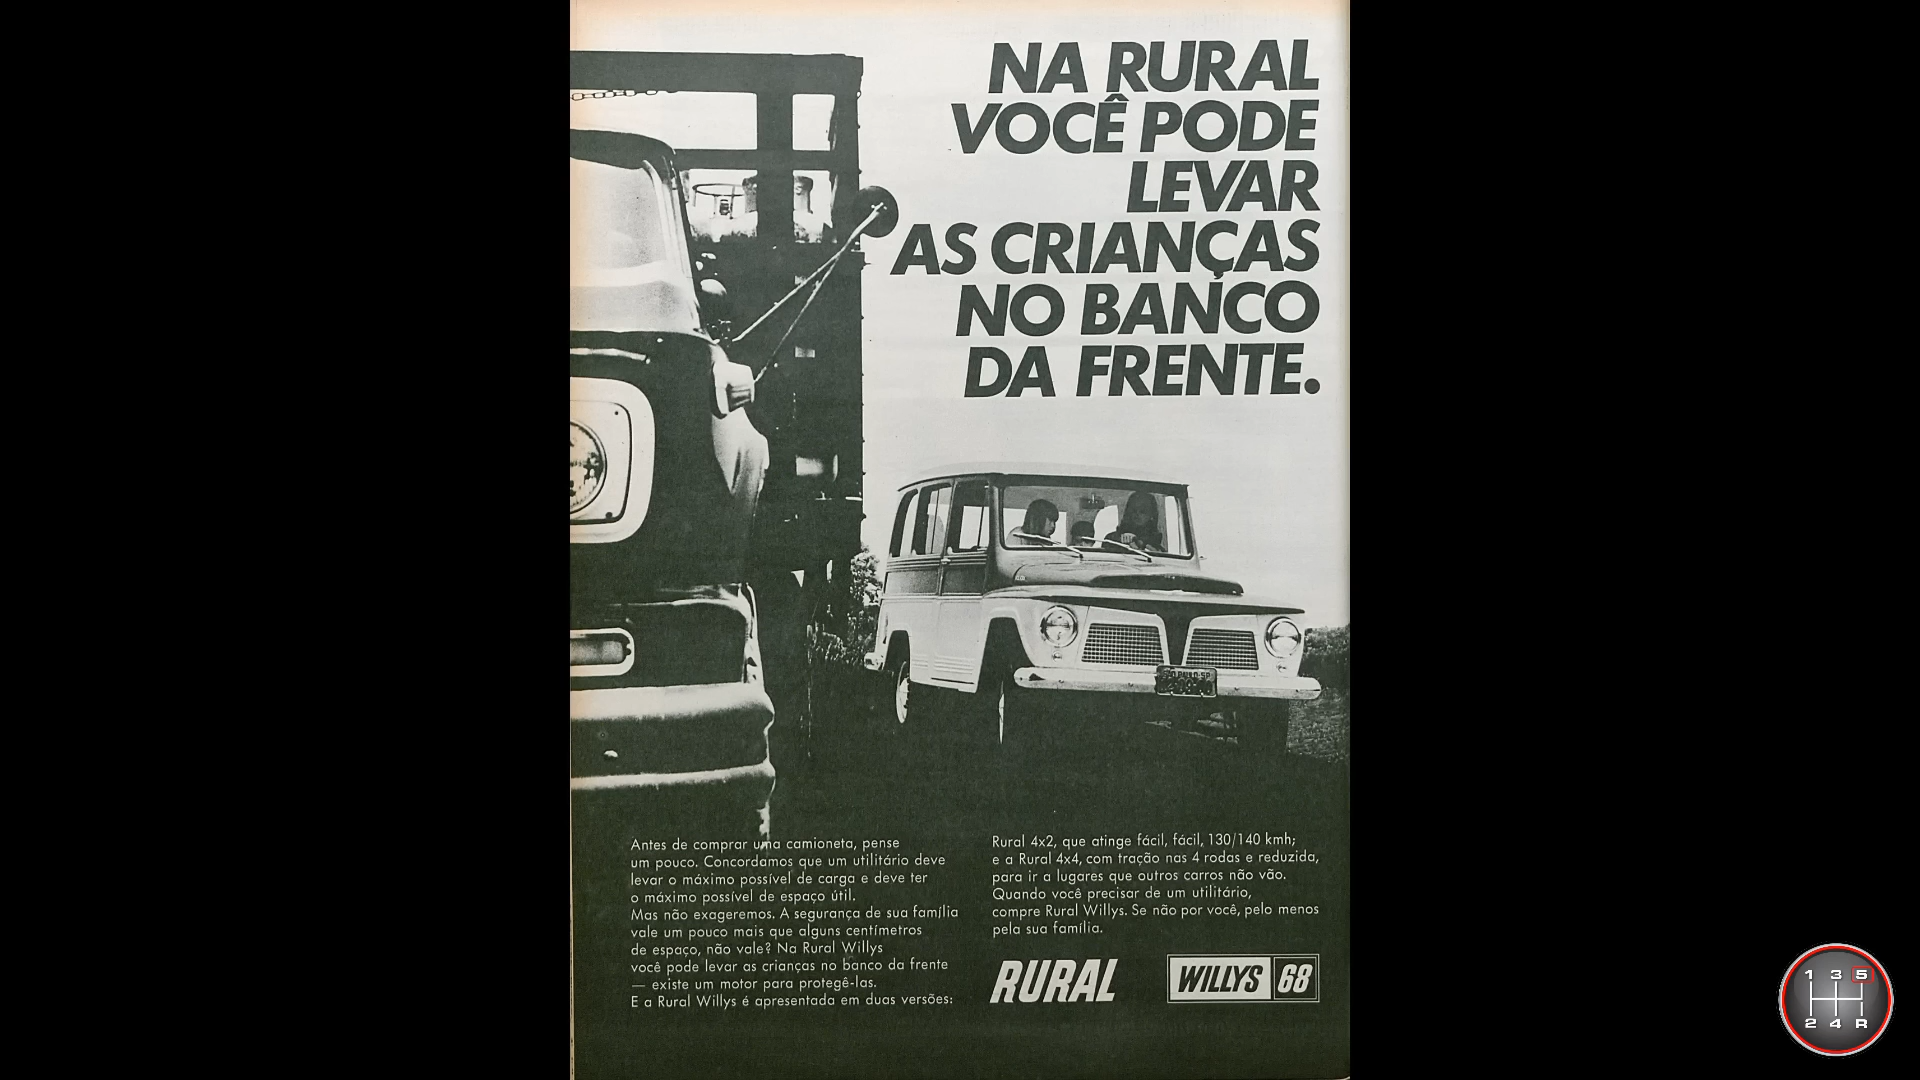 NA RURAL
VOCÊ PODE
LEVAR
AS CRIANÇAS
NO BANCO
DA FRENTE.
Antes de comprar uma camioneta, pense
um pouco. Concordamos que um utilitário deve
levar o máximo possível de carga e deve ter
o máximo possível de espaço útil.
Mas não exageremos. A segurança de sua família
vale um pouco mais que alguns centímetros
de espaço, não vale? Na Rural Willys
você pode levar as crianças no banco da frente
— existe um motor para protegê-las.
E a Rural Willys é apresentada em duas versões:
Rural 4x2, que atinge fácil, fácil, 130/140 kmh;
e a Rural 4x4, com tração nas 4 rodas e reduzida,
para ir a lugares que outros carros não vão.
Quando você precisar de um utilitário,
compre Rural Willys. Se não por você, pelo menos
pela sua família.
RURAL
WILLYS 68
1 3 5
2 4 R